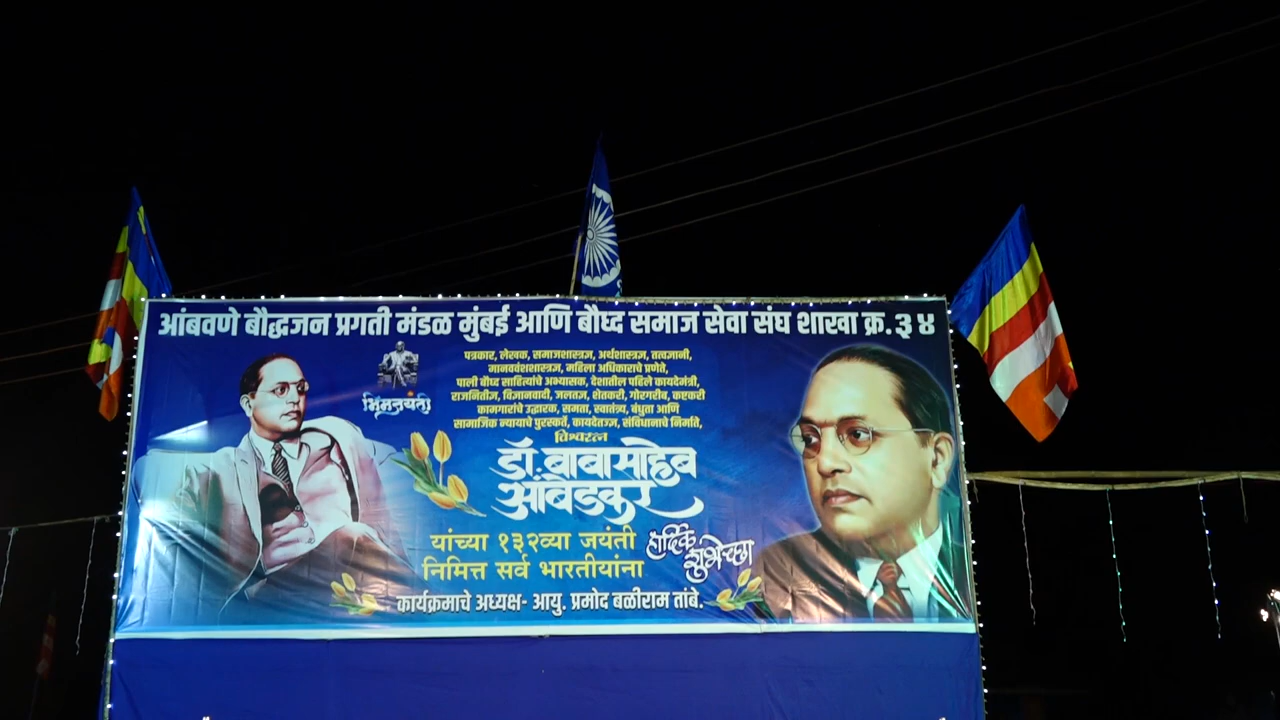 आंबवणे बौद्धजन प्रगती मंडळ मुंबई आणि बौध्द समाज सेवा संघ शाखा क्र. ३४
भिमजयंती
पत्रकार, लेखक, समाजशास्त्रज्ञ, अर्थशास्त्रज्ञ, तत्वज्ञानी,
मानववंशशास्त्रज्ञ, महिला अधिकाराचे प्रणेते,
पाली बौध्द साहित्यांचे अभ्यासक, देशातील पहिले कायदेमंत्री,
राजनितीज्ञ, विज्ञानवादी, जलतज्ञ, शेतकरी, गोरगरीब, कष्टकरी
कामगारांचे उद्धारक, समता, स्वातंत्र्य, बंधुता आणि
सामाजिक न्यायाचे पुरस्कर्ते, कायदेतज्ज्ञ, संविधानाचे निर्माते,
विश्वरत्न
डॉ. बाबासाहेब
आंबेडकर
यांच्या १३२व्या जयंती
निमित्त सर्व भारतीयांना
हार्दिक
शुभेच्छा
कार्यक्रमाचे अध्यक्ष- आयु. प्रमोद बळीराम तांबे.